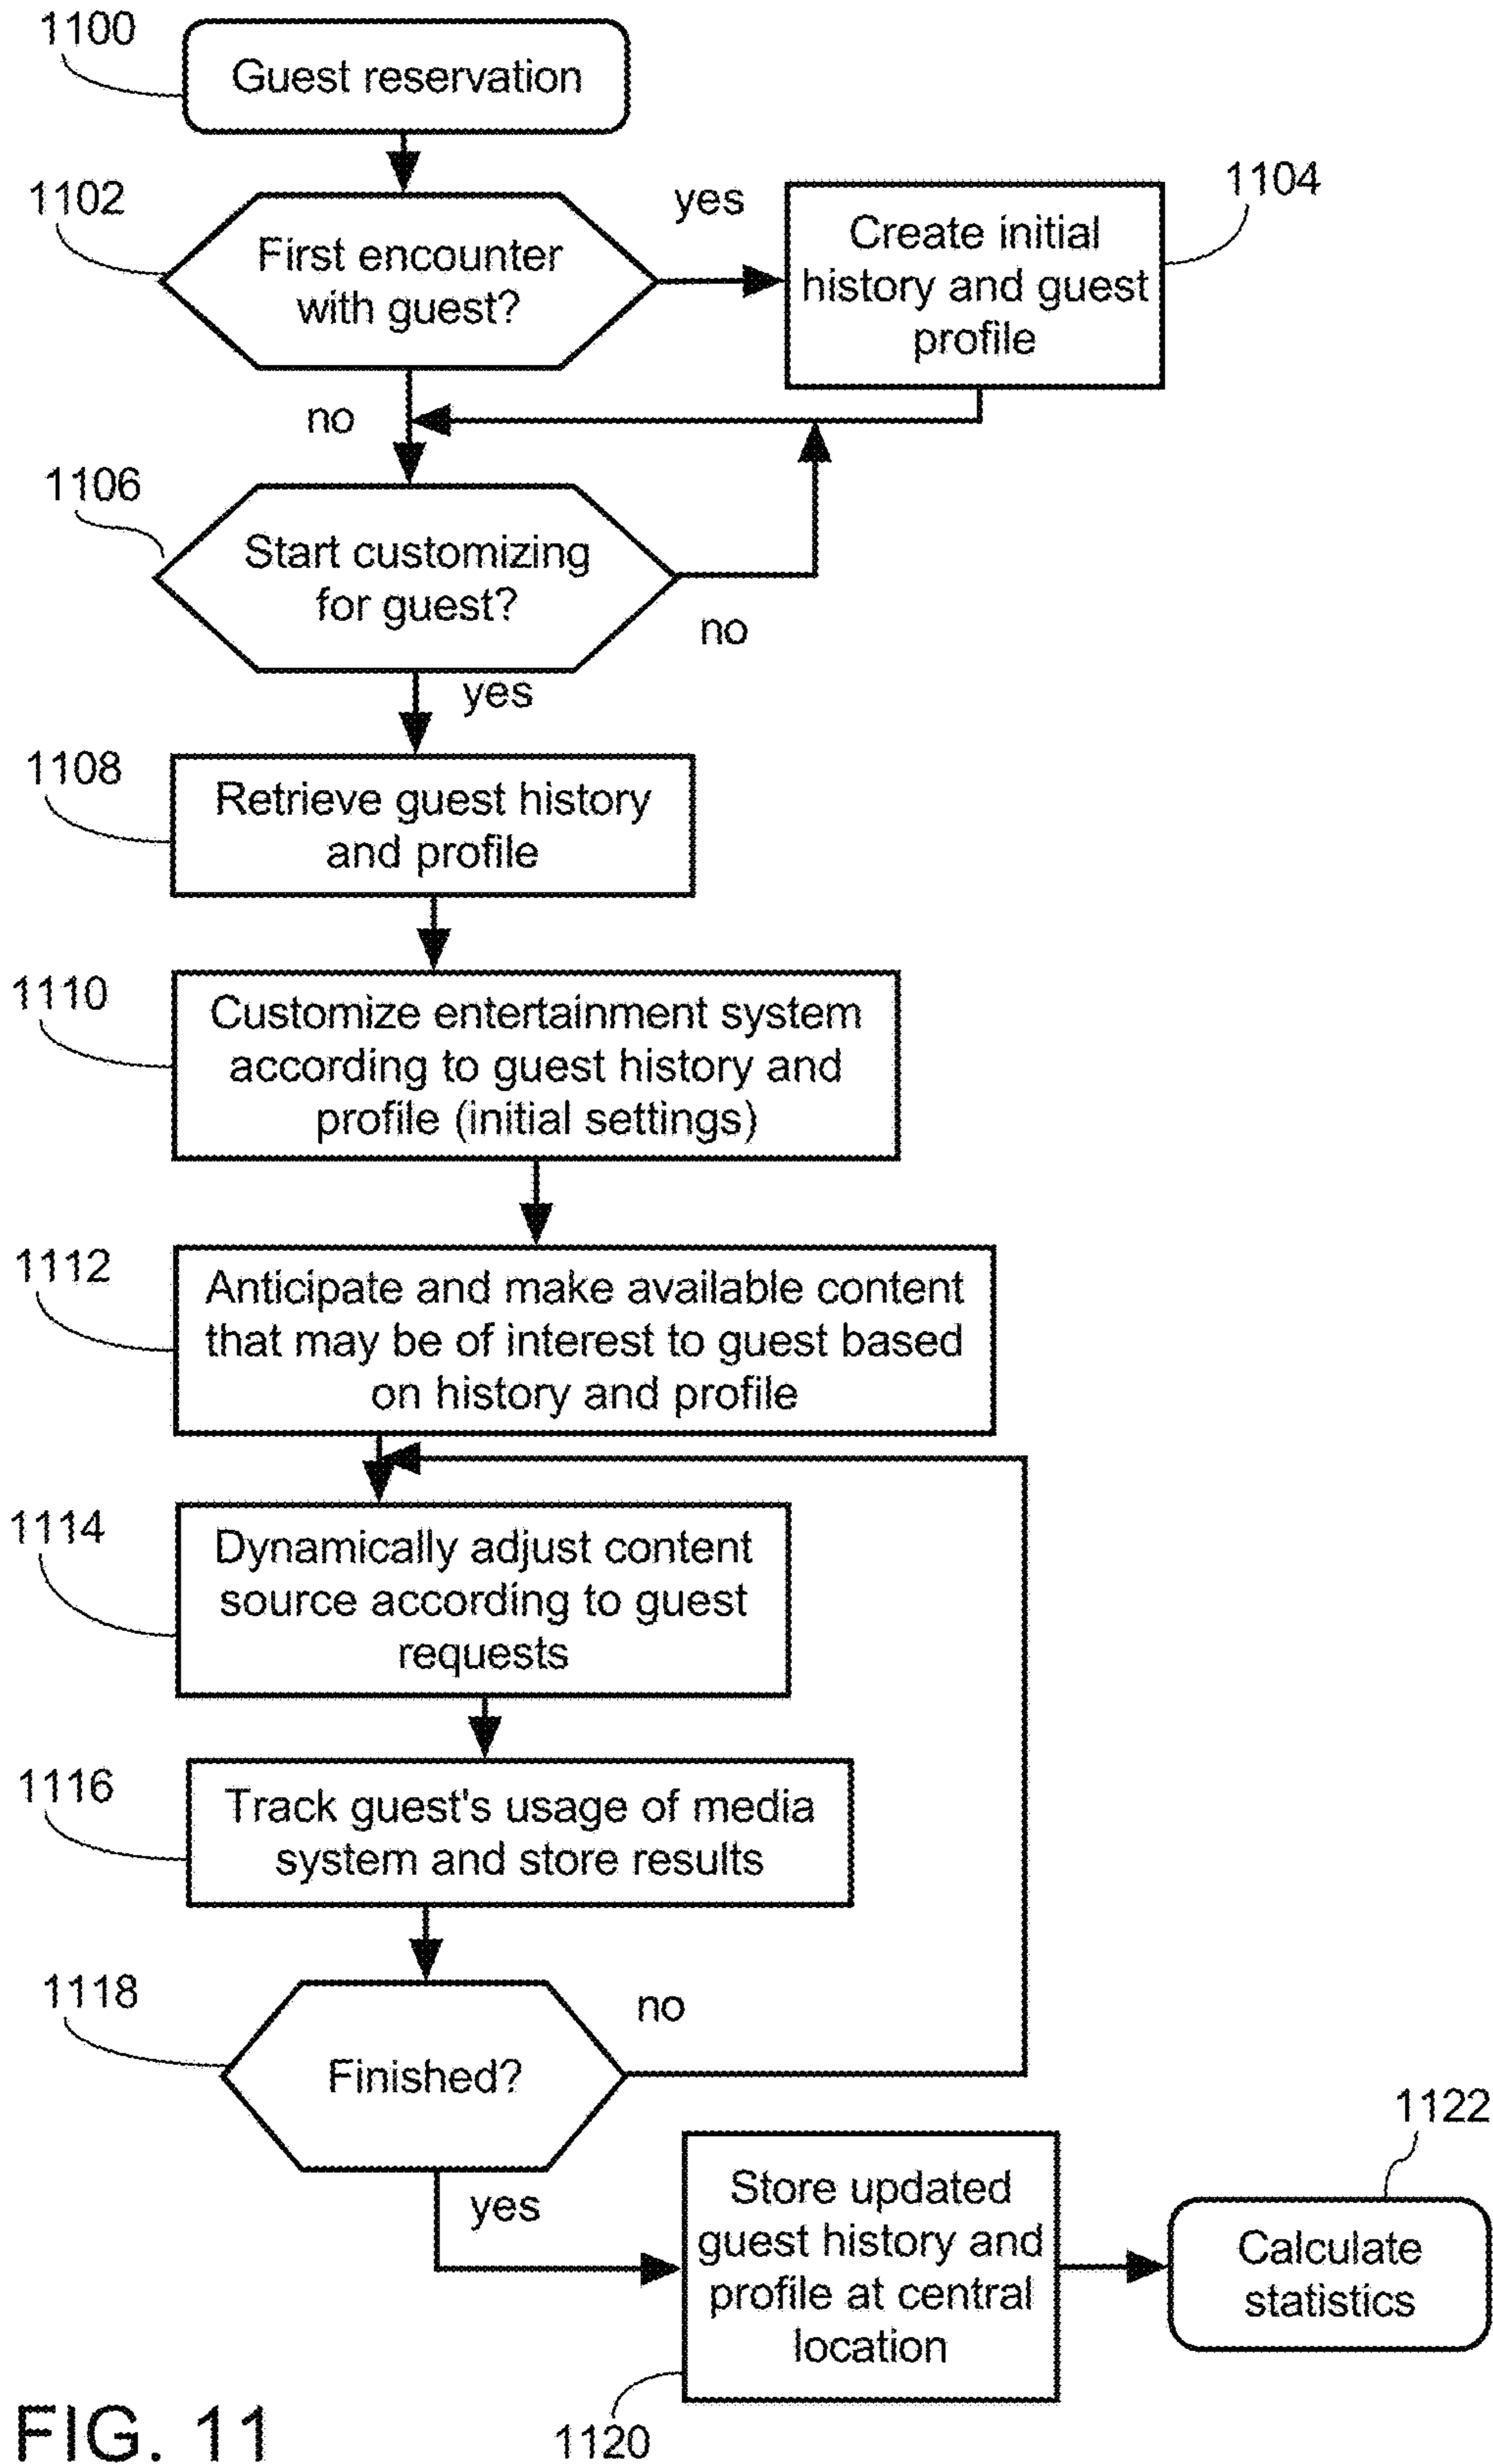 1100
Guest reservation
1102
First encounter
with guest?
yes
1104
Create initial
history and guest
profile
no
1106
Start customizing
for guest?
no
yes
1108
Retrieve guest history
and profile
1110
Customize entertainment system
according to guest history and
profile (initial settings)
1112
Anticipate and make available content
that may be of interest to guest based
on history and profile
1114
Dynamically adjust content
source according to guest
requests
1116
Track guest's usage of media
system and store results
1118
Finished?
no
yes
Store updated
guest history and
profile at central
location
1120
1122
Calculate
statistics
FIG. 11